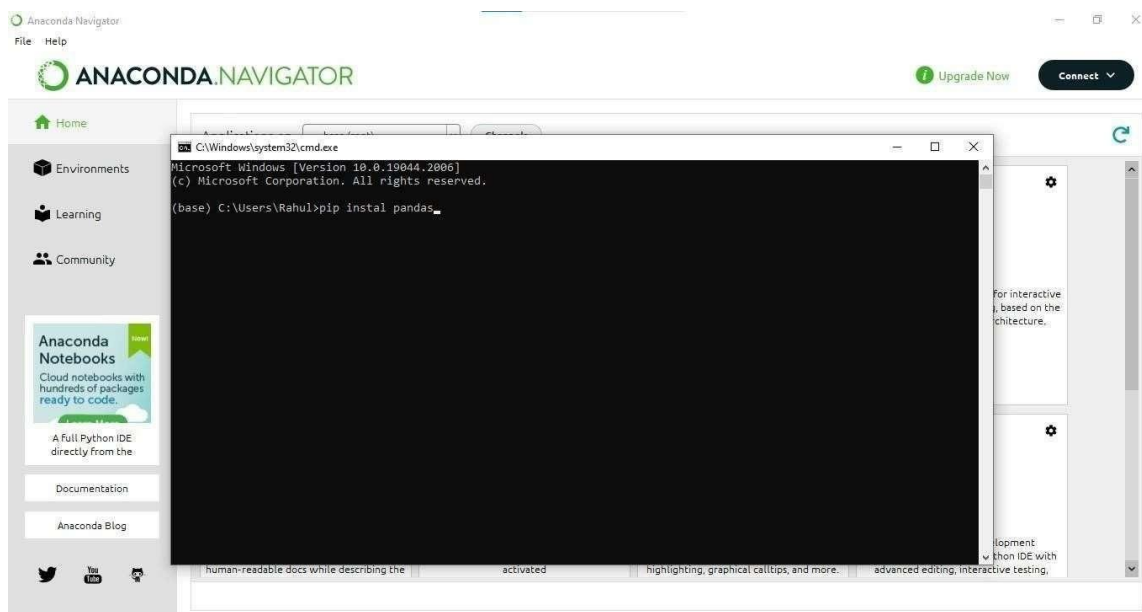 Anaconda Navigator
File Help
ANACONDA.NAVIGATOR
Upgrade Now
Connect
Home
Environments
Learning
Community
C:\Windows\system32\cmd.exe
Microsoft Windows [Version 10.0.19044.2006]
(c) Microsoft Corporation. All rights reserved.
(base) C:\Users\Rahul>pip instal pandas
for interactive
, based on the
chitecture.
Anaconda
Notebooks
New!
Cloud notebooks with
hundreds of packages
ready to code.
A full Python IDE
directly from the
Documentation
Anaconda Blog
You
Tube
lopment
thon IDE with
human-readable docs while describing the
activated
highlighting, graphical calltips, and more.
advanced editing, interactive testing,